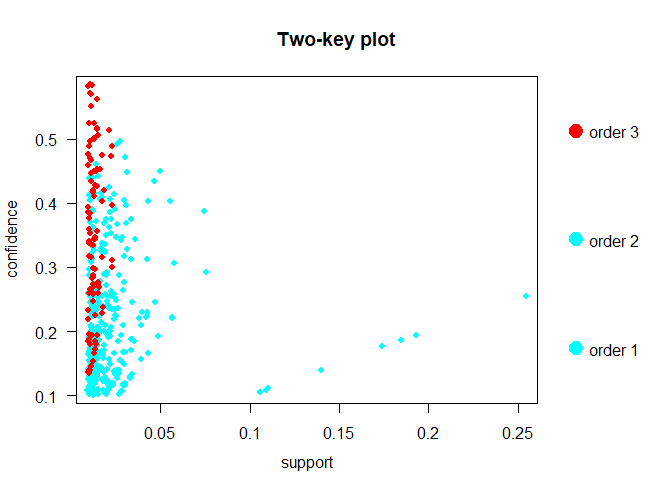 Two-key plot
confidence
0.5
0.4
0.3
0.2
0.1
0.05
0.1
0.15
0.2
0.25
support
order 3
order 2
order 1